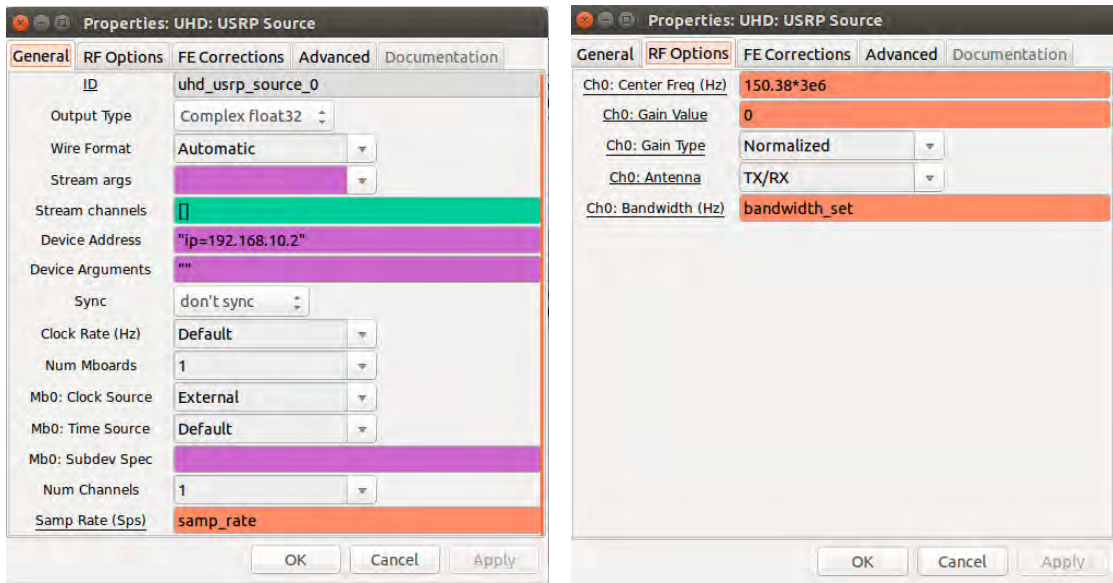 Properties: UHD: USRP Source
General RF Options FE Corrections Advanced Documentation
ID uhd_usrp_source_0
Output Type Complex float32
Wire Format Automatic
Stream args
Stream channels []
Device Address "ip=192.168.10.2"
Device Arguments ""
Sync don't sync
Clock Rate (Hz) Default
Num Mboards 1
Mb0: Clock Source External
Mb0: Time Source Default
Mb0: Subdev Spec
Num Channels 1
Samp Rate (Sps) samp_rate
OK Cancel Apply
Properties: UHD: USRP Source
General RF Options FE Corrections Advanced Documentation
Ch0: Center Freq (Hz) 150.38*3e6
Ch0: Gain Value 0
Ch0: Gain Type Normalized
Ch0: Antenna TX/RX
Ch0: Bandwidth (Hz) bandwidth_set
OK Cancel Apply